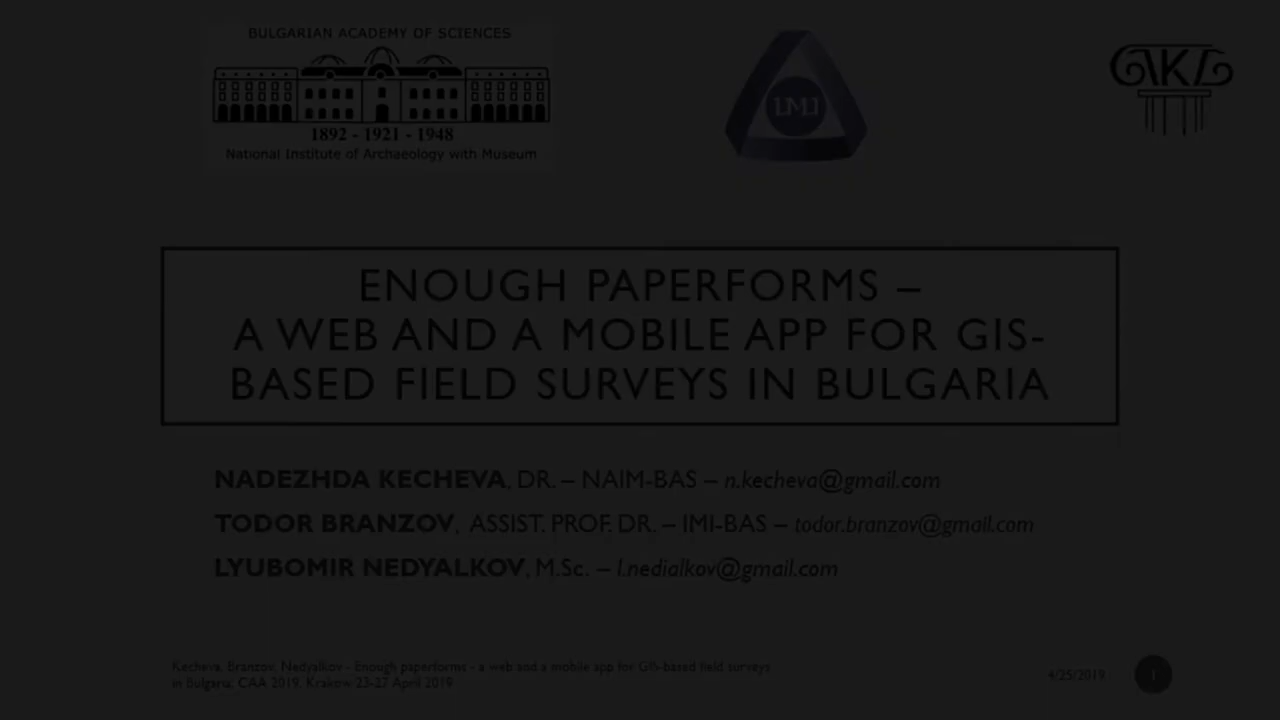 BULGARIAN ACADEMY OF SCIENCES
1892 - 1921 - 1948
National Institute of Archaeology with Museum
ENOUGH PAPERFORMS –
A WEB AND A MOBILE APP FOR GIS-
BASED FIELD SURVEYS IN BULGARIA
NADEZHDA KECHEVA, DR. – NAIM-BAS – n.kecheva@gmail.com
TODOR BRANZOV, ASSIST. PROF. DR. – IMI-BAS – todor.branzov@gmail.com
LYUBOMIR NEDYALKOV, M.Sc. – l.nedialkov@gmail.com
Kecheva, Branzov, Nedyalkov - Enough paperforms - a web and a mobile app for GIS-based field surveys
in Bulgaria, CAA 2019, Krakow 23-27 April 2019
4/25/2019
1